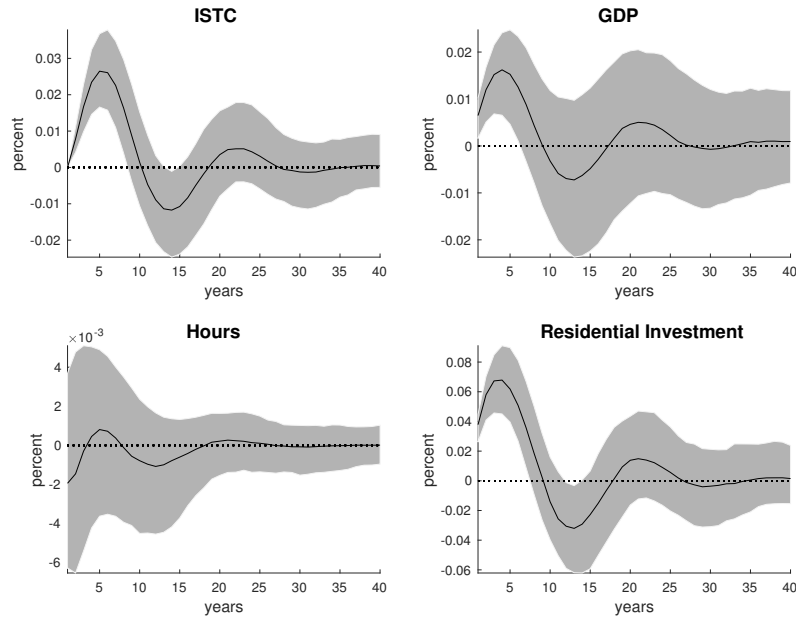 ISTC
percent
0.03
0.02
0.01
0
-0.01
-0.02
5 10 15 20 25 30 35 40
years
GDP
percent
0.02
0.01
0
-0.01
-0.02
5 10 15 20 25 30 35 40
years
Hours
×10⁻³
percent
4
2
0
-2
-4
-6
5 10 15 20 25 30 35 40
years
Residential Investment
percent
0.08
0.06
0.04
0.02
0
-0.02
-0.04
-0.06
5 10 15 20 25 30 35 40
years